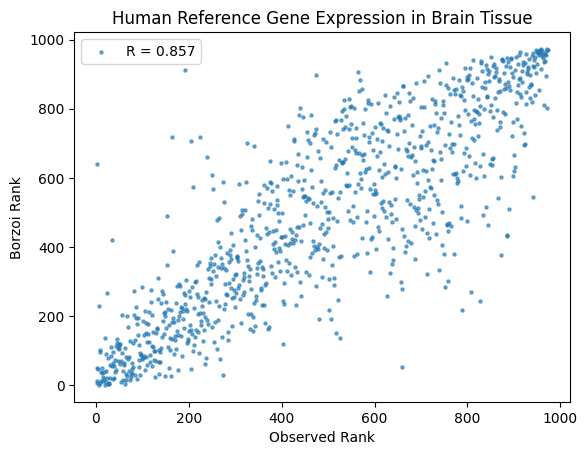 Human Reference Gene Expression in Brain Tissue
R = 0.857
Borzoi Rank
1000
800
600
400
200
0
0 200 400 600 800 1000
Observed Rank